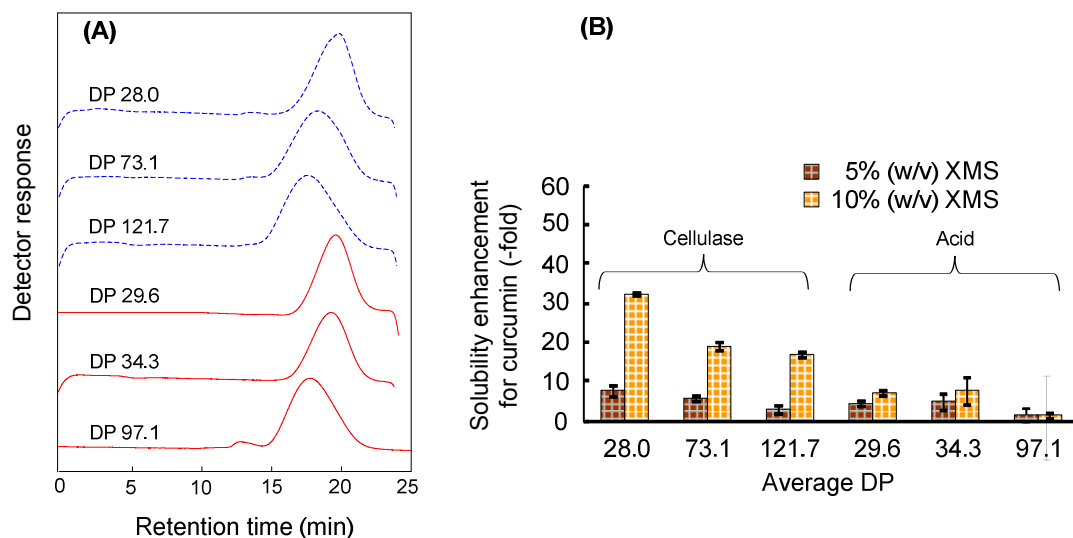 (A)
DP 28.0
DP 73.1
DP 121.7
DP 29.6
DP 34.3
DP 97.1
Detector response
0 5 10 15 20 25
Retention time (min)
(B)
5% (w/v) XMS
10% (w/v) XMS
Cellulase
Acid
Solubility enhancement
for curcumin (-fold)
60
50
40
30
20
10
0
28.0 73.1 121.7 29.6 34.3 97.1
Average DP